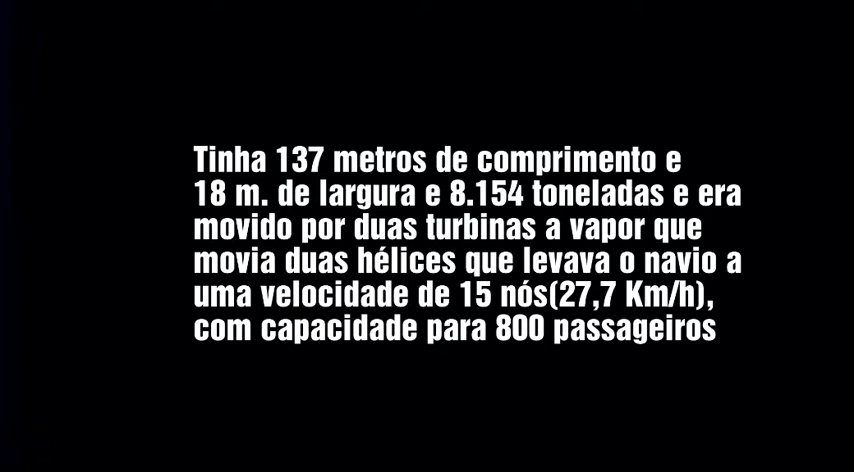 Tinha 137 metros de comprimento e
18 m. de largura e 8.154 toneladas e era
movido por duas turbinas a vapor que
movia duas hélices que levava o navio a
uma velocidade de 15 nós(27,7 Km/h),
com capacidade para 800 passageiros